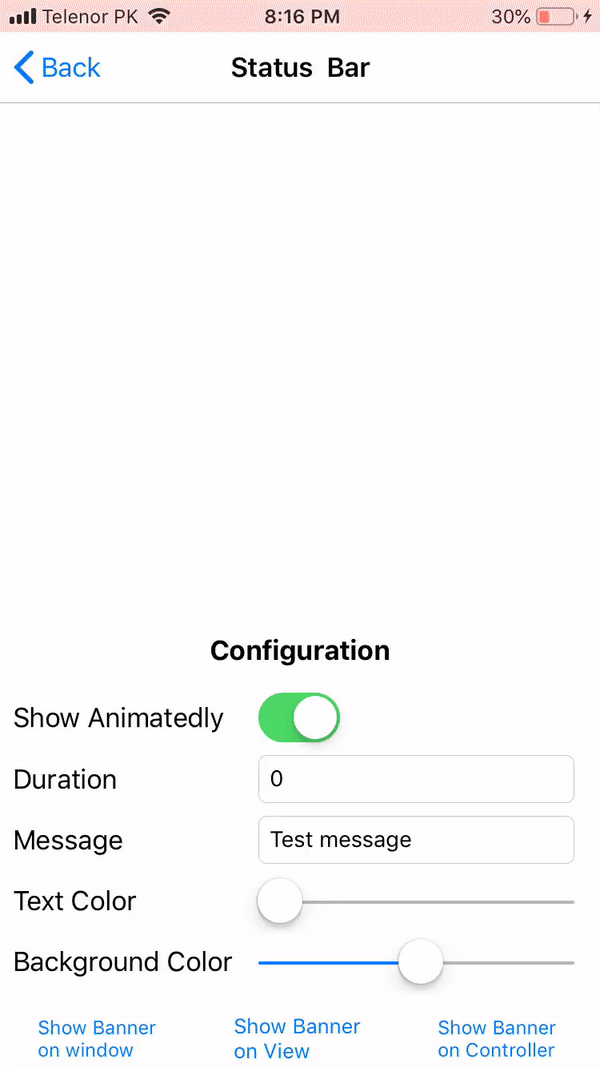 Telenor PK 8:16 PM 30%
Back Status Bar
Configuration
Show Animatedly
Duration 0
Message Test message
Text Color
Background Color
Show Banner
on window
Show Banner
on View
Show Banner
on Controller